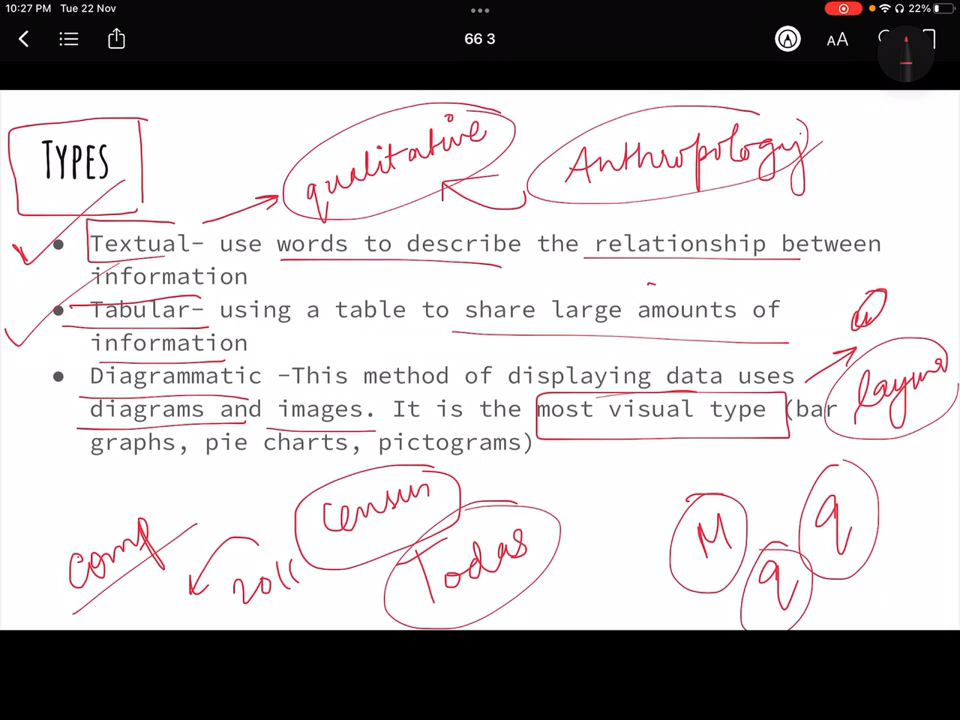 10:27 PM Tue 22 Nov
22%
66 3
AA
TYPES
qualitative
Anthropology
Textual- use words to describe the relationship between
information
Tabular- using a table to share large amounts of
information
Diagrammatic -This method of displaying data uses
diagrams and images. It is the most visual type (bar
graphs, pie charts, pictograms)
Census
comp
2011
Todas
M
q
q